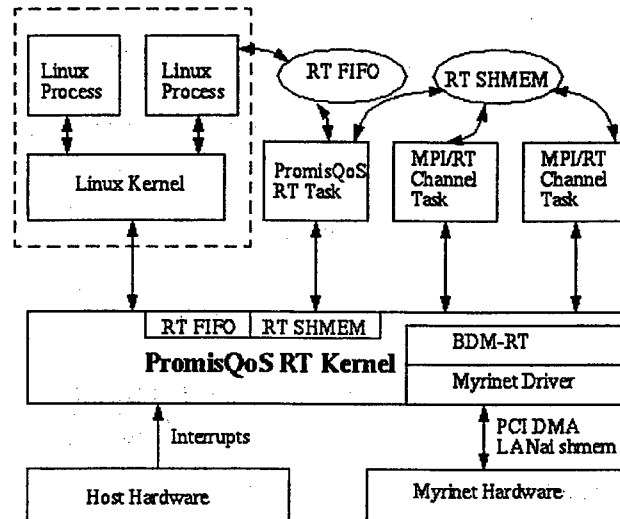 Linux
Process
Linux
Process
RT FIFO
RT SHMEM
Linux Kernel
PromisQoS
RT Task
MPI/RT
Channel
Task
MPI/RT
Channel
Task
RT FIFO
RT SHMEM
PromisQoS RT Kernel
BDM-RT
Myrinet Driver
Interrupts
PCI DMA
LANai shmem
Host Hardware
Myrinet Hardware